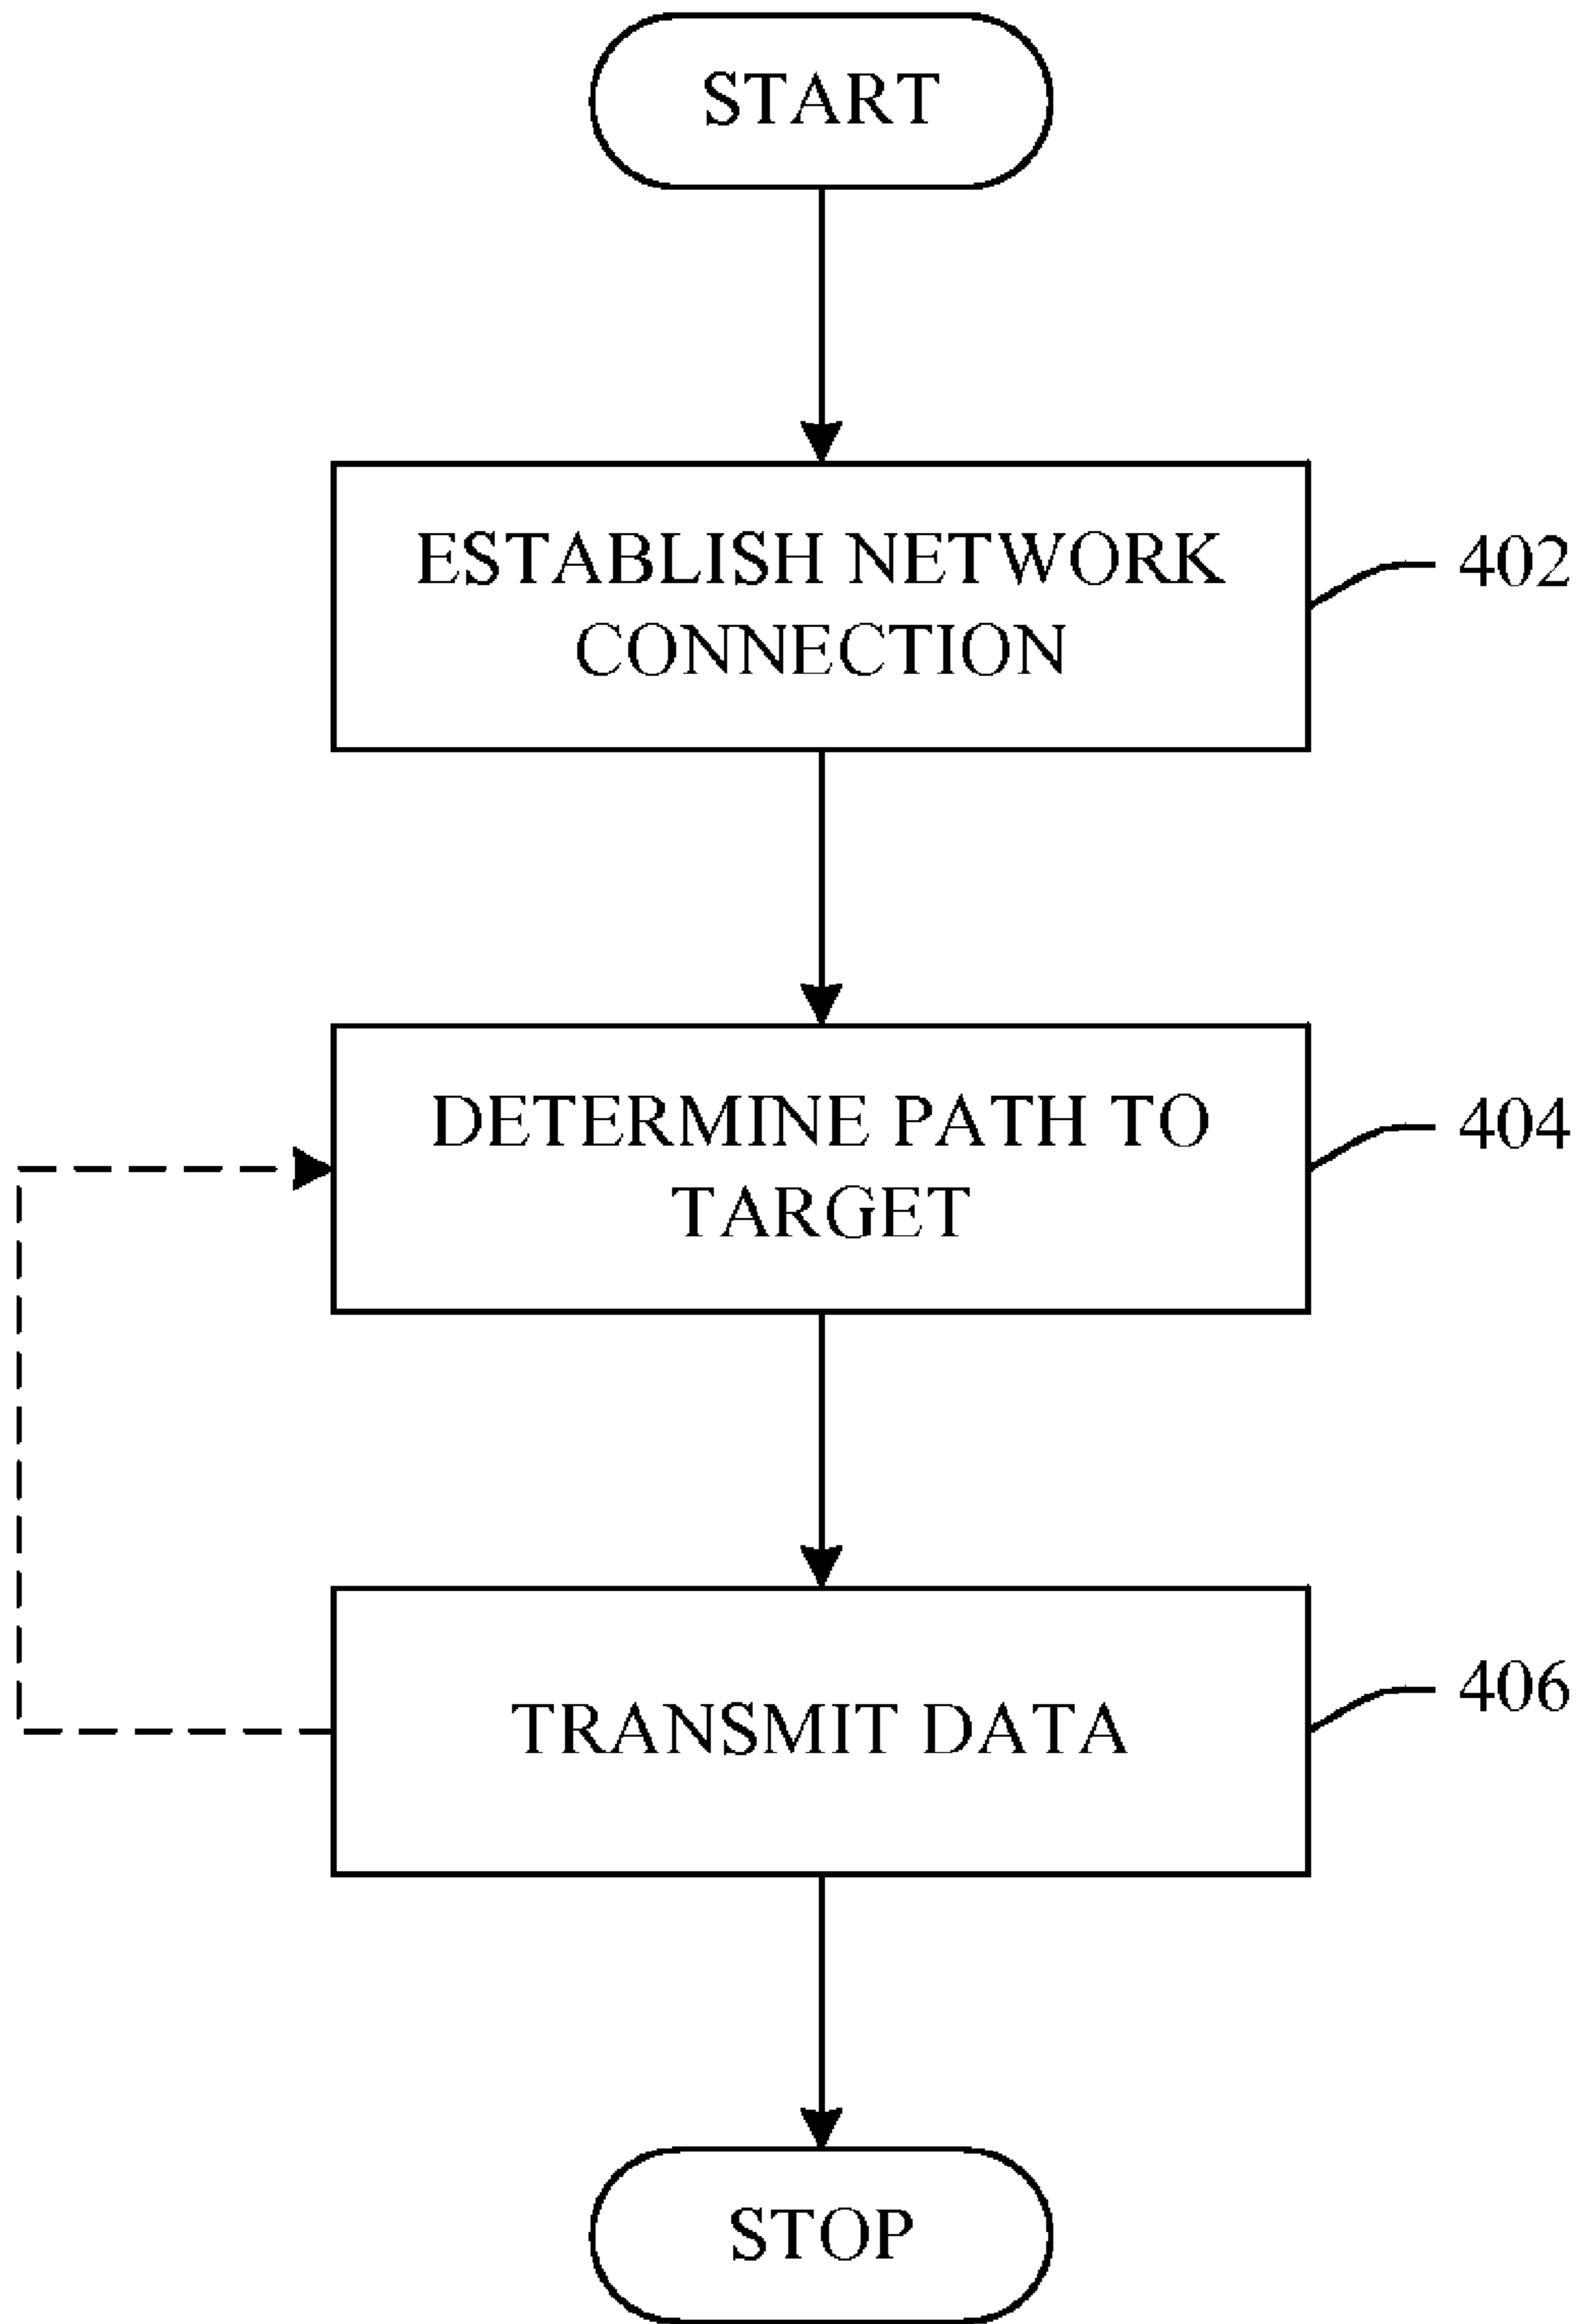 START
ESTABLISH NETWORK
CONNECTION
402
DETERMINE PATH TO
TARGET
404
TRANSMIT DATA
406
STOP